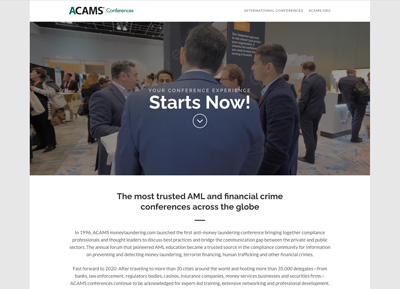 ACAMS Conferences
INTERNATIONAL CONFERENCES ACAMS.ORG
YOUR CONFERENCE EXPERIENCE
Starts Now!
The most trusted AML and financial crime
conferences across the globe
In 1996, ACAMS moneylaundering.com launched the first anti-money laundering conference bringing together compliance
professionals and thought leaders to discuss best practices and bridge the communication gap between the private and public
sectors. The annual forum that pioneered AML education became a trusted source in the compliance community for information
on preventing and detecting money laundering, terrorist financing, human trafficking and other financial crimes.
Fast forward to 2020: After traveling to more than 30 cities around the world and hosting more than 35,000 delegates—from
banks, law enforcement, regulatory bodies, casinos, insurance companies, money services businesses and securities firms—
ACAMS conferences continue to be acknowledged for expert-led training, extensive networking and professional development.